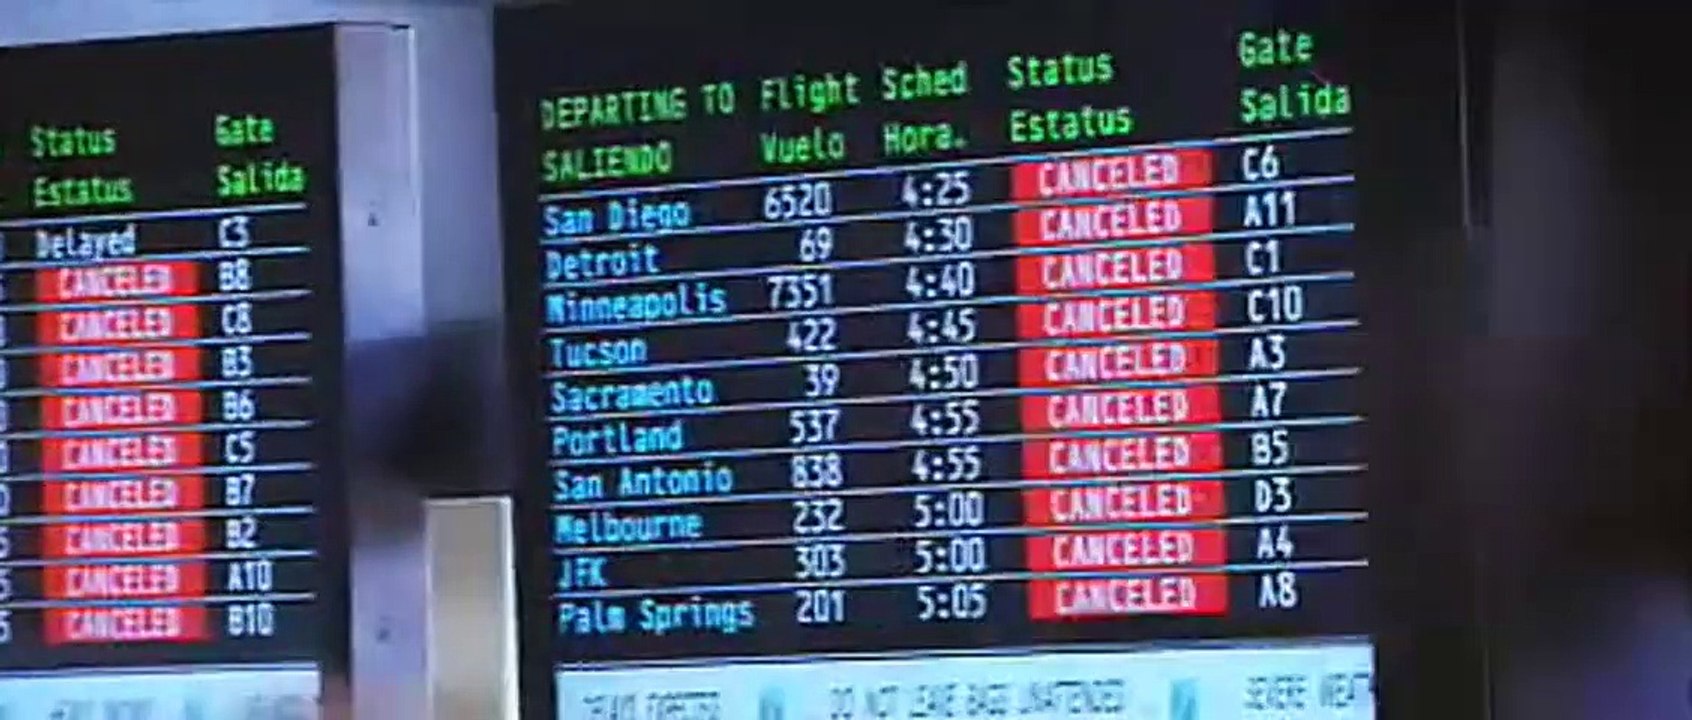 Status Gate
Estatus Salida
Delayed C3
CANCELED B8
CANCELED C8
CANCELED B3
CANCELED B6
CANCELED C5
CANCELED B7
CANCELED B2
CANCELED A10
CANCELED B10
DEPARTING TO Flight Sched Status Gate
SALIENDO Vuelo Hora. Estatus Salida
San Diego 6520 4:25 CANCELED C6
Detroit 69 4:30 CANCELED A11
Minneapolis 7351 4:40 CANCELED C1
Tucson 422 4:45 CANCELED C10
Sacramento 39 4:50 CANCELED A3
Portland 537 4:55 CANCELED A7
San Antonio 838 4:55 CANCELED B5
Melbourne 232 5:00 CANCELED D3
JFK 303 5:00 CANCELED A4
Palm Springs 201 5:05 CANCELED A8
DO NOT LEAVE BAGS UNATTENDED SEVERE WEAT